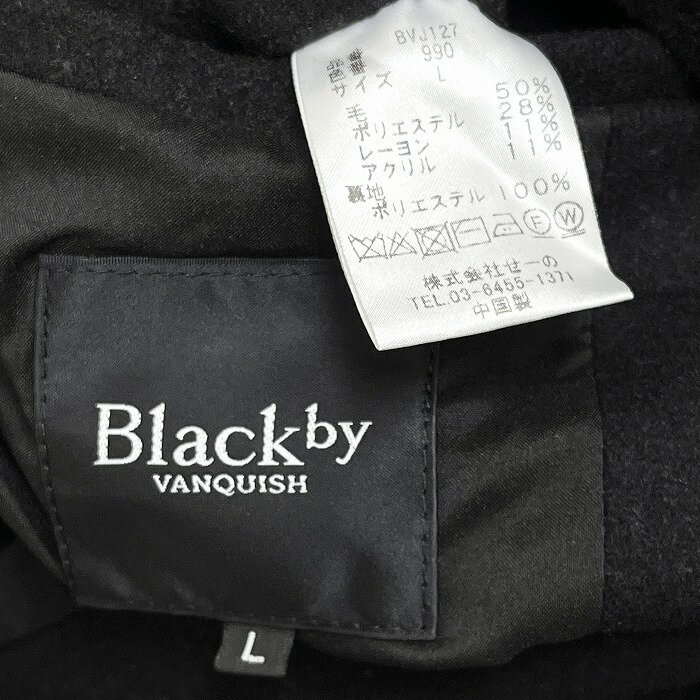 品番 BVJ127
色番 990
サイズ L
毛 50%
ポリエステル 28%
レーヨン 11%
アクリル 11%
裏地
ポリエステル 100%
F W
株式会社せーの
TEL.03-6455-1371
中国製
Black by
VANQUISH
L